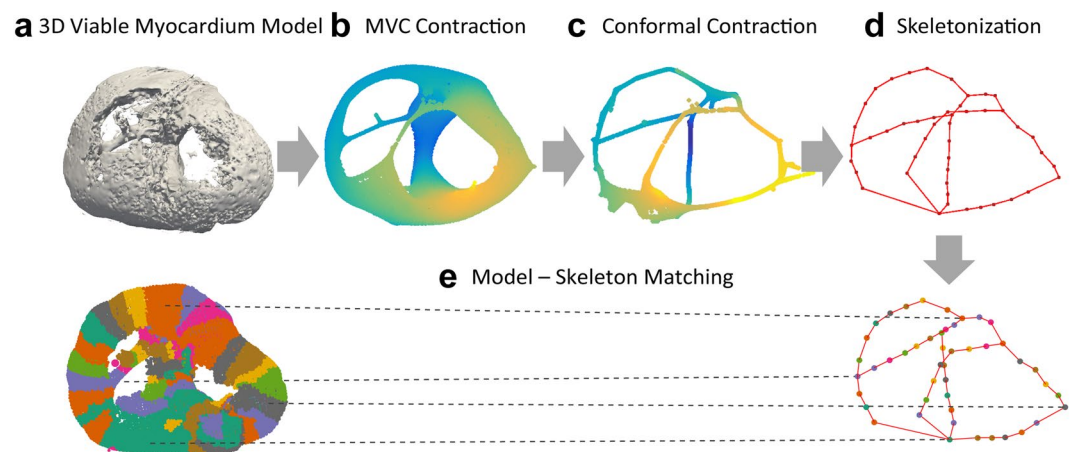 a 3D Viable Myocardium Model
b MVC Contraction
c Conformal Contraction
d Skeletonization
e Model – Skeleton Matching